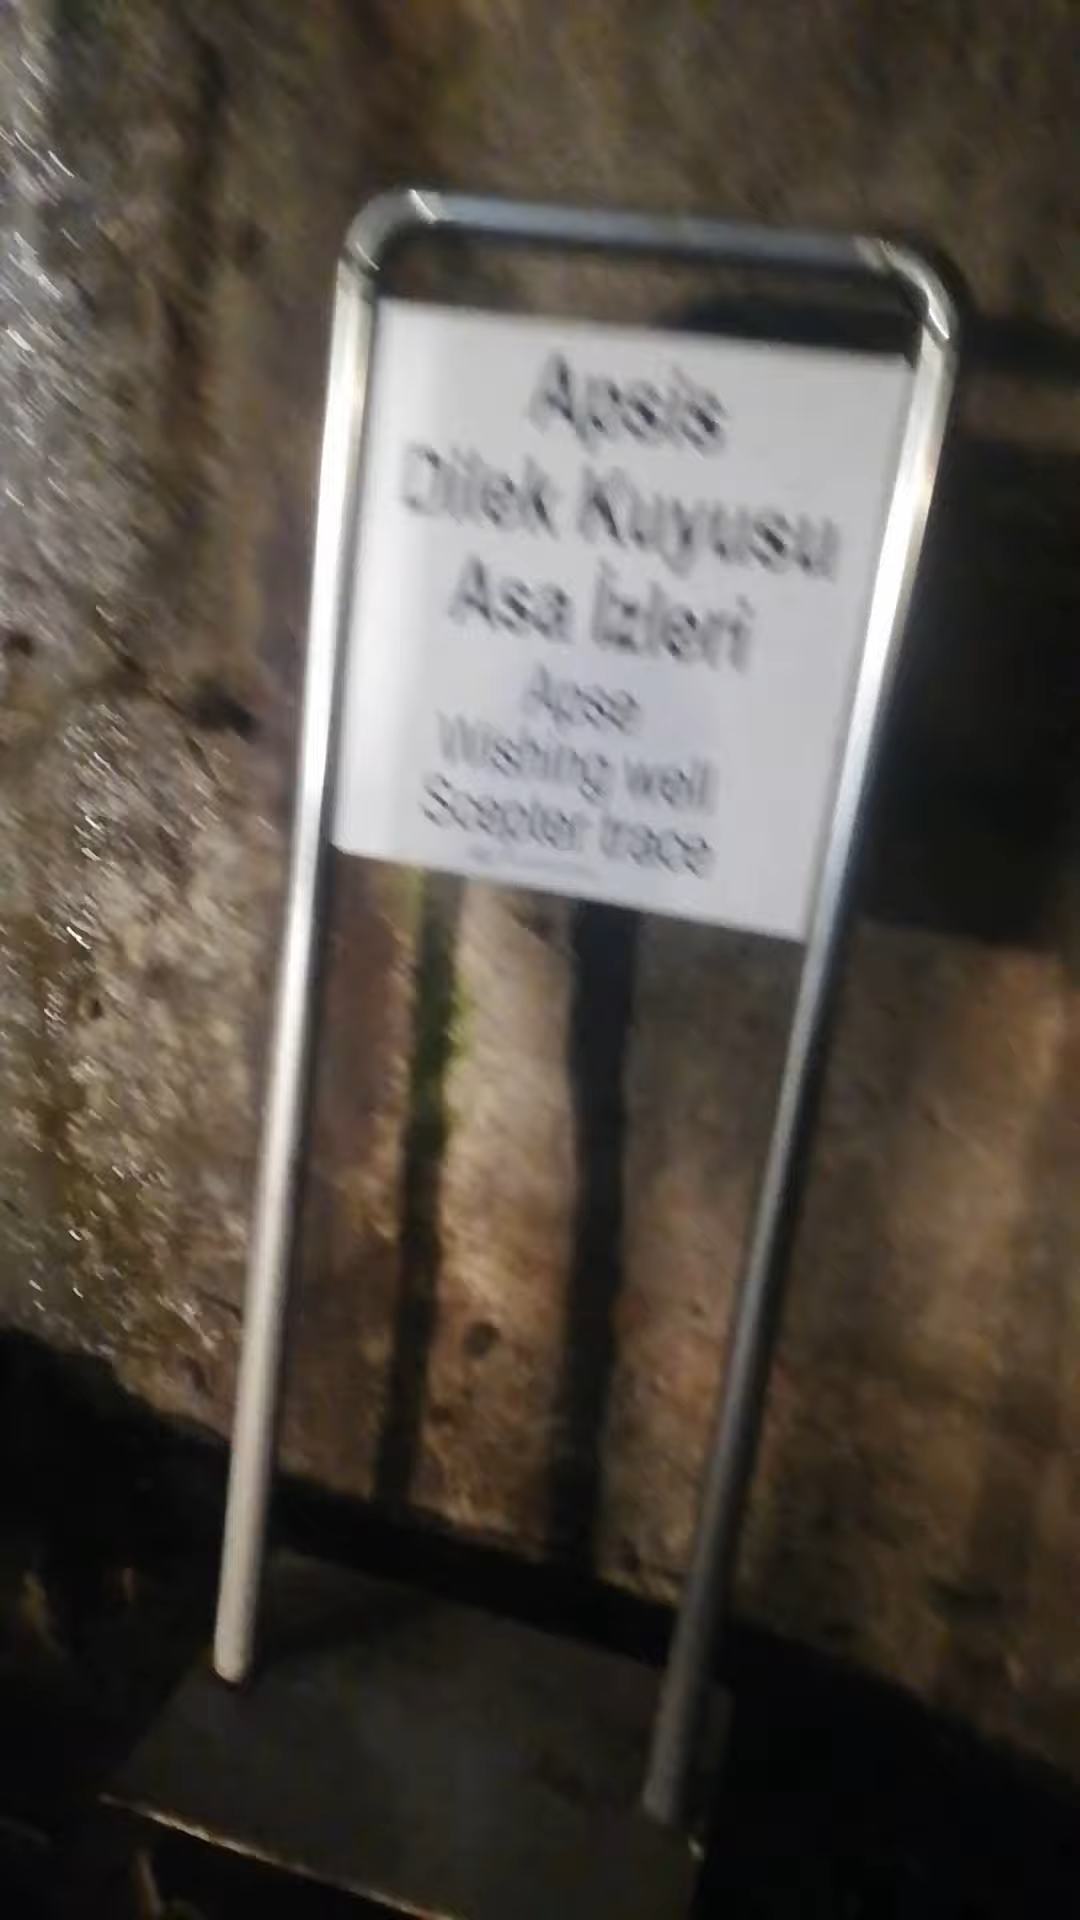 Apsis
Dilek Kuyusu
Asa İzleri
Apse
Wishing well
Scepter trace